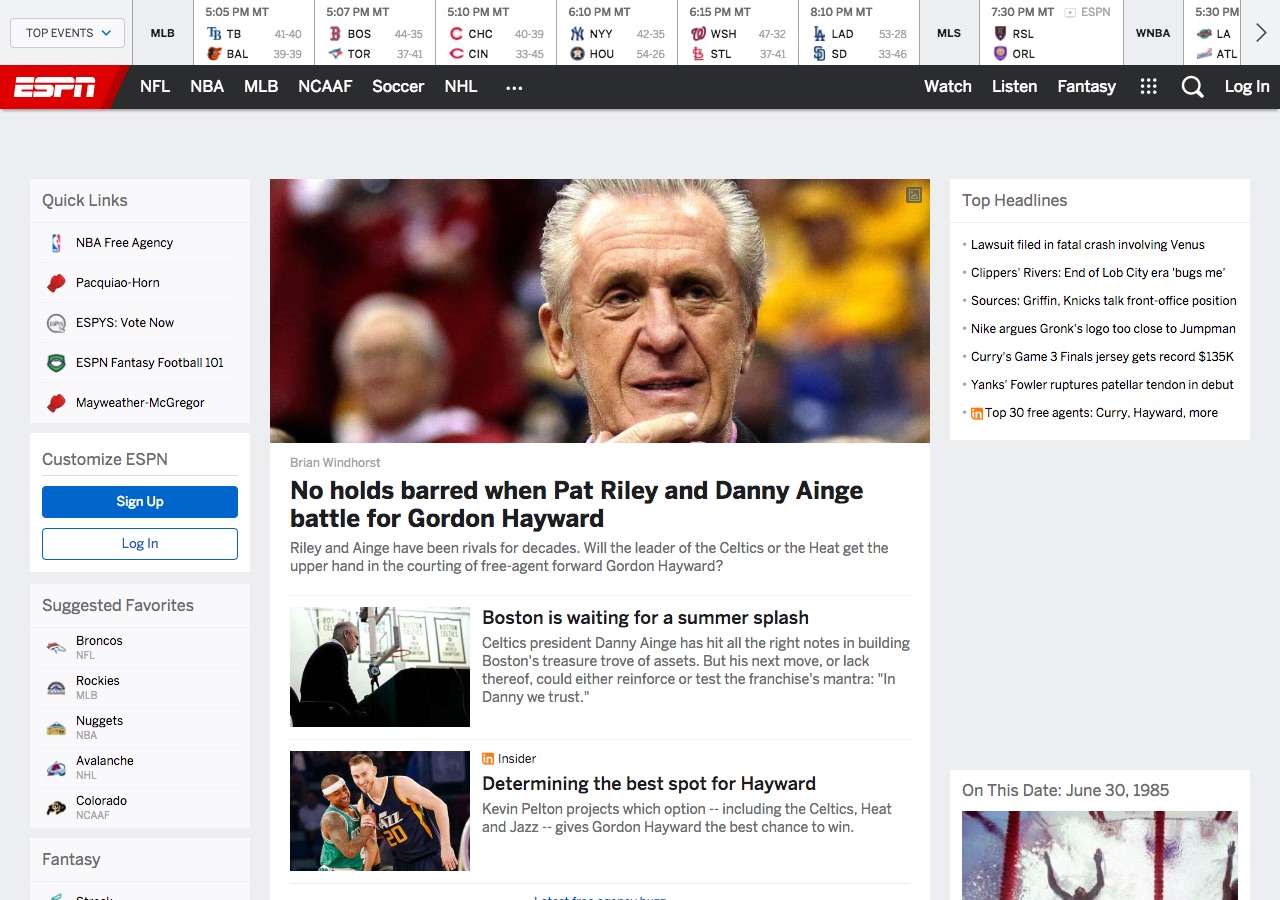 TOP EVENTS
MLB
5:05 PM MT
TB 41-40
BAL 39-39
5:07 PM MT
BOS 44-35
TOR 37-41
5:10 PM MT
CHC 40-39
CIN 33-45
6:10 PM MT
NYY 42-35
HOU 54-26
6:15 PM MT
WSH 47-32
STL 37-41
8:10 PM MT
LAD 53-28
SD 33-46
MLS
7:30 PM MT ESPN
RSL
ORL
WNBA
5:30 PM
LA
ATL
ESPN NFL NBA MLB NCAAF Soccer NHL ... Watch Listen Fantasy Log In
Quick Links
NBA Free Agency
Pacquiao-Horn
ESPYS: Vote Now
ESPN Fantasy Football 101
Mayweather-McGregor
Customize ESPN
Sign Up
Log In
Suggested Favorites
Broncos
NFL
Rockies
MLB
Nuggets
NBA
Avalanche
NHL
Colorado
NCAAF
Fantasy
Brian Windhorst
No holds barred when Pat Riley and Danny Ainge
battle for Gordon Hayward
Riley and Ainge have been rivals for decades. Will the leader of the Celtics or the Heat get the
upper hand in the courting of free-agent forward Gordon Hayward?
Boston is waiting for a summer splash
Celtics president Danny Ainge has hit all the right notes in building
Boston's treasure trove of assets. But his next move, or lack
thereof, could either reinforce or test the franchise's mantra: "In
Danny we trust."
in Insider
Determining the best spot for Hayward
Kevin Pelton projects which option -- including the Celtics, Heat
and Jazz -- gives Gordon Hayward the best chance to win.
Top Headlines
Lawsuit filed in fatal crash involving Venus
Clippers' Rivers: End of Lob City era 'bugs me'
Sources: Griffin, Knicks talk front-office position
Nike argues Gronk's logo too close to Jumpman
Curry's Game 3 Finals jersey gets record $135K
Yanks' Fowler ruptures patellar tendon in debut
in Top 30 free agents: Curry, Hayward, more
On This Date: June 30, 1985